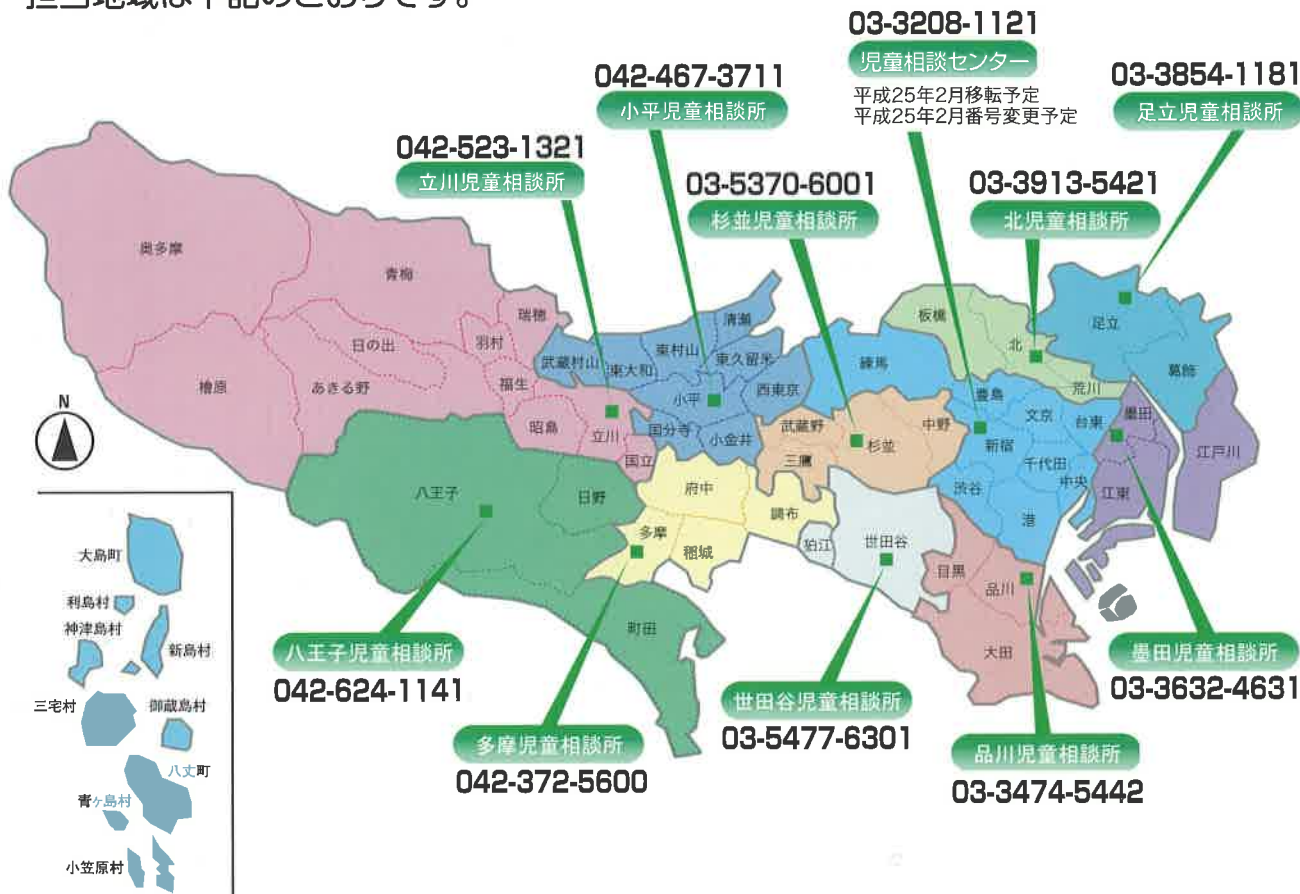 担当地域は下記のとおりです。
03-3208-1121
児童相談センター
平成25年2月移転予定
平成25年2月番号変更予定
042-467-3711
小平児童相談所
03-3854-1181
足立児童相談所
042-523-1321
立川児童相談所
03-5370-6001
杉並児童相談所
03-3913-5421
北児童相談所
奥多摩
青梅
瑞穂
羽村
日の出
檜原
あきる野
福生
昭島
立川
国立
武蔵村山
東大和
東村山
清瀬
東久留米
小平
西東京
国分寺
小金井
練馬
武蔵野
三鷹
杉並
中野
板橋
北
荒川
足立
葛飾
豊島
文京
台東
新宿
千代田
中央
渋谷
港
墨田
江東
江戸川
八王子
日野
町田
府中
調布
多摩
稲城
狛江
世田谷
目黒
品川
大田
N
大島町
利島村
神津島村
新島村
三宅村
御蔵島村
八丈町
青ヶ島村
小笠原村
八王子児童相談所
042-624-1141
多摩児童相談所
042-372-5600
世田谷児童相談所
03-5477-6301
品川児童相談所
03-3474-5442
墨田児童相談所
03-3632-4631